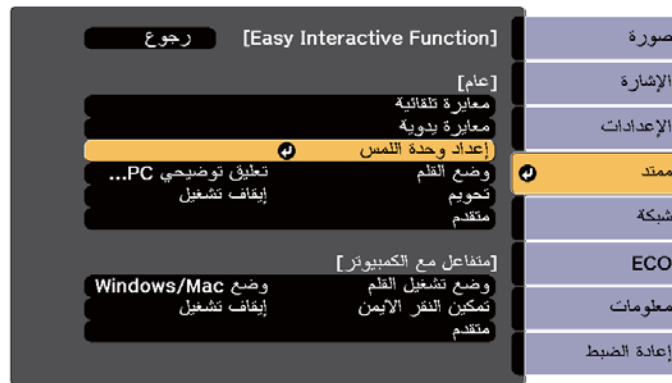 صورة
الإشارة
الإعدادات
ممتد
شبكة
ECO
معلومات
إعادة الضبط
[Easy Interactive Function] رجوع
[عام]
معايرة تلقائية
معايرة يدوية
إعداد وحدة اللمس
وضع القلم تعليق توضيحي PC...
تحويم إيقاف تشغيل
متقدم
[متفاعل مع الكمبيوتر]
وضع تشغيل القلم وضع Windows/Mac
تمكين النقر الايمن إيقاف تشغيل
متقدم